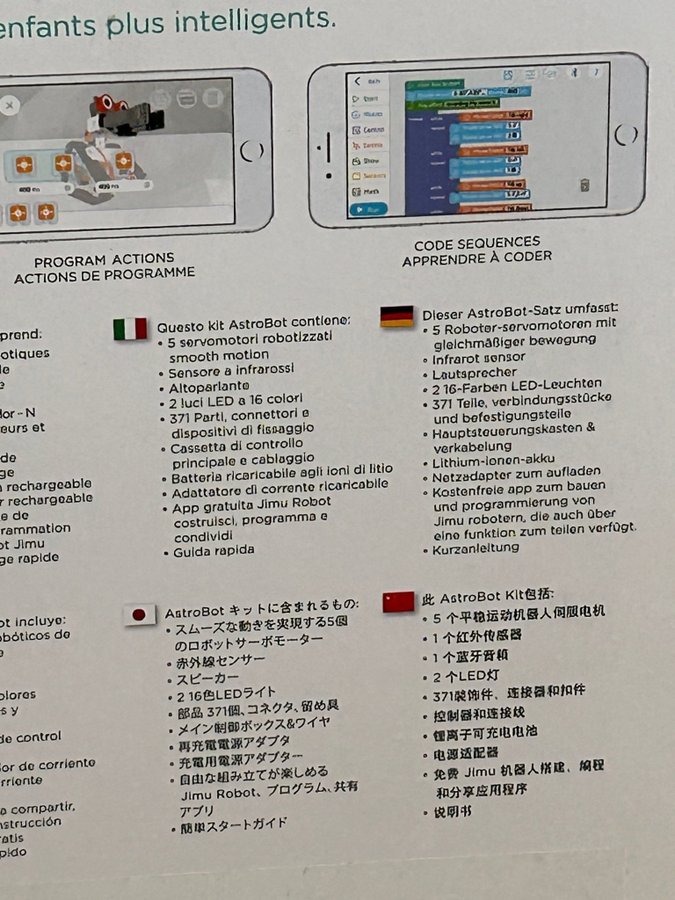 enfants plus intelligents.
PROGRAM ACTIONS
ACTIONS DE PROGRAMME
CODE SEQUENCES
APPRENDRE À CODER
prend:
otiques
de
e
lor - N
eurs et
de
ge
rechargeable
r rechargeable
e de
rammation
ot Jimu
ge rapide
Questo kit AstroBot contiene:
• 5 servomotori robotizzati
smooth motion
• Sensore a infrarossi
• Altoparlante
• 2 luci LED a 16 colori
• 371 Parti, connettori e
dispositivi di fissaggio
• Cassetta di controllo
principale e cablaggio
• Batteria ricaricabile agli ioni di litio
• Adattatore di corrente ricaricabile
• App gratuita Jimu Robot
costruisci, programma e
condividi
• Guida rapida
Dieser AstroBot-Satz umfasst:
• 5 Roboter-servomotoren mit
gleichmäßiger bewegung
• Infrarot sensor
• Lautsprecher
• 2 16-Farben LED-Leuchten
• 371 Teile, verbindungsstücke
und befestigungsteile
• Hauptsteuerungskasten &
verkabelung
• Lithium-ionen-akku
• Netzadapter zum aufladen
• Kostenfreie app zum bauen
und programmierung von
Jimu robotern, die auch über
eine funktion zum teilen verfügt.
• Kurzanleitung
ot incluye:
obóticos de
olores
s y
de control
or de corriente
rriente
a compartir,
nstrucción
atis
pido
AstroBot キットに含まれるもの:
• スムーズな動きを実現する5個
のロボットサーボモーター
• 赤外線センサー
• スピーカー
• 2 16色LEDライト
• 部品 371個、コネクタ、留め具
• メイン制御ボックス&ワイヤ
• 再充電電源アダプタ
• 充電用電源アダプター
• 自由な組み立てが楽しめる
Jimu Robot、プログラム、共有
アプリ
• 簡単スタートガイド
此 AstroBot Kit包括:
• 5 个平稳运动机器人伺服电机
• 1 个红外传感器
• 1 个蓝牙音箱
• 2 个LED灯
• 371装饰件、连接器和扣件
• 控制器和连接线
• 锂离子可充电电池
• 电源适配器
• 免费 Jimu 机器人搭建、编程
和分享应用程序
• 说明书